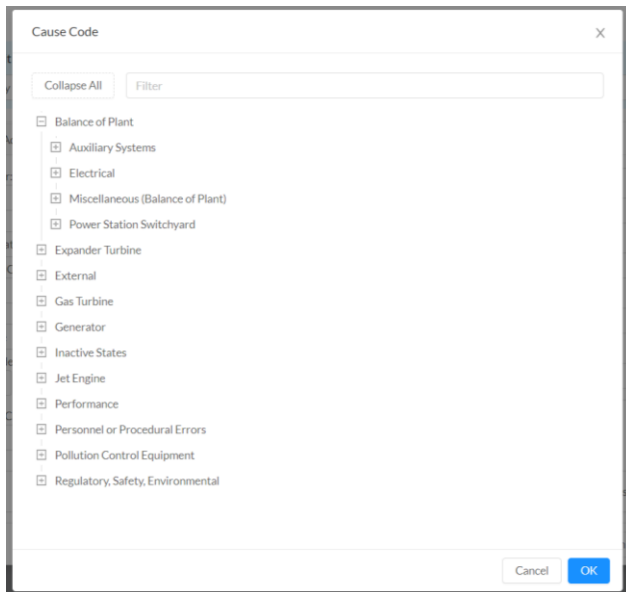 Cause Code
X
Collapse All Filter
Balance of Plant
Auxiliary Systems
Electrical
Miscellaneous (Balance of Plant)
Power Station Switchyard
Expander Turbine
External
Gas Turbine
Generator
Inactive States
Jet Engine
Performance
Personnel or Procedural Errors
Pollution Control Equipment
Regulatory, Safety, Environmental
Cancel OK